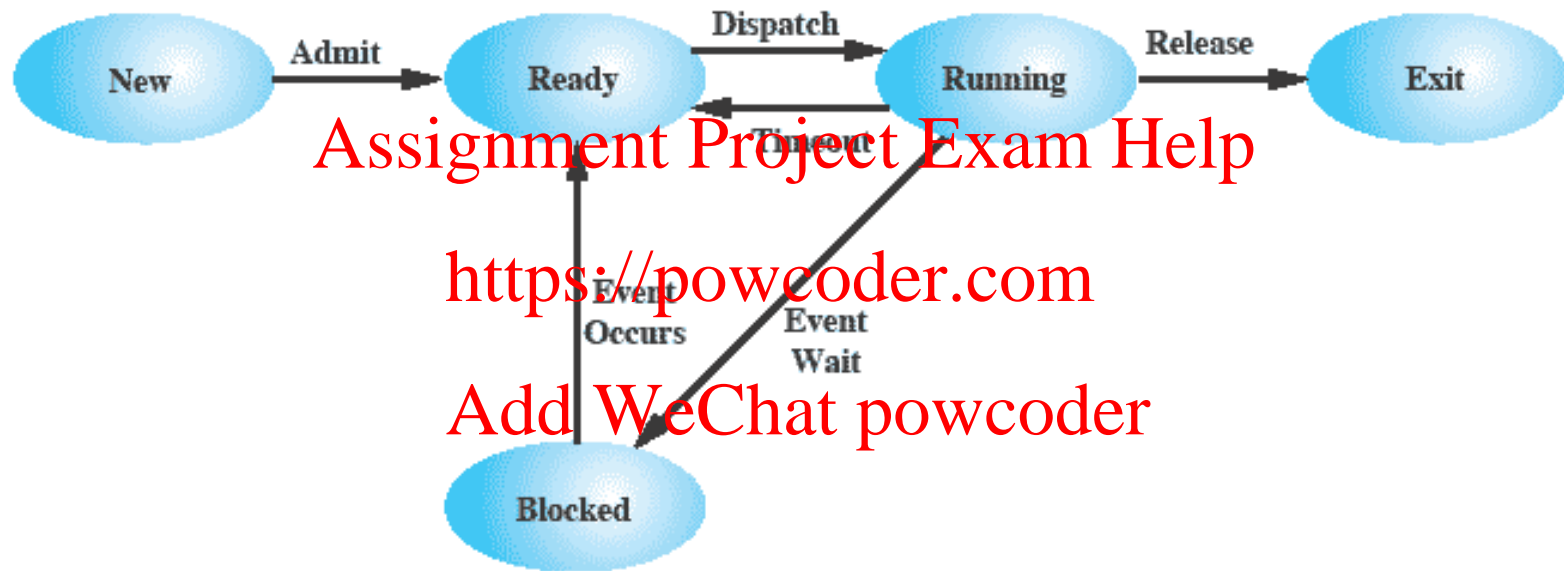 Admit
Dispatch
Release
New
Ready
Running
Exit
Timeout
Assignment Project Exam Help
https://powcoder.com
Event
Occurs
Event
Wait
Add WeChat powcoder
Blocked